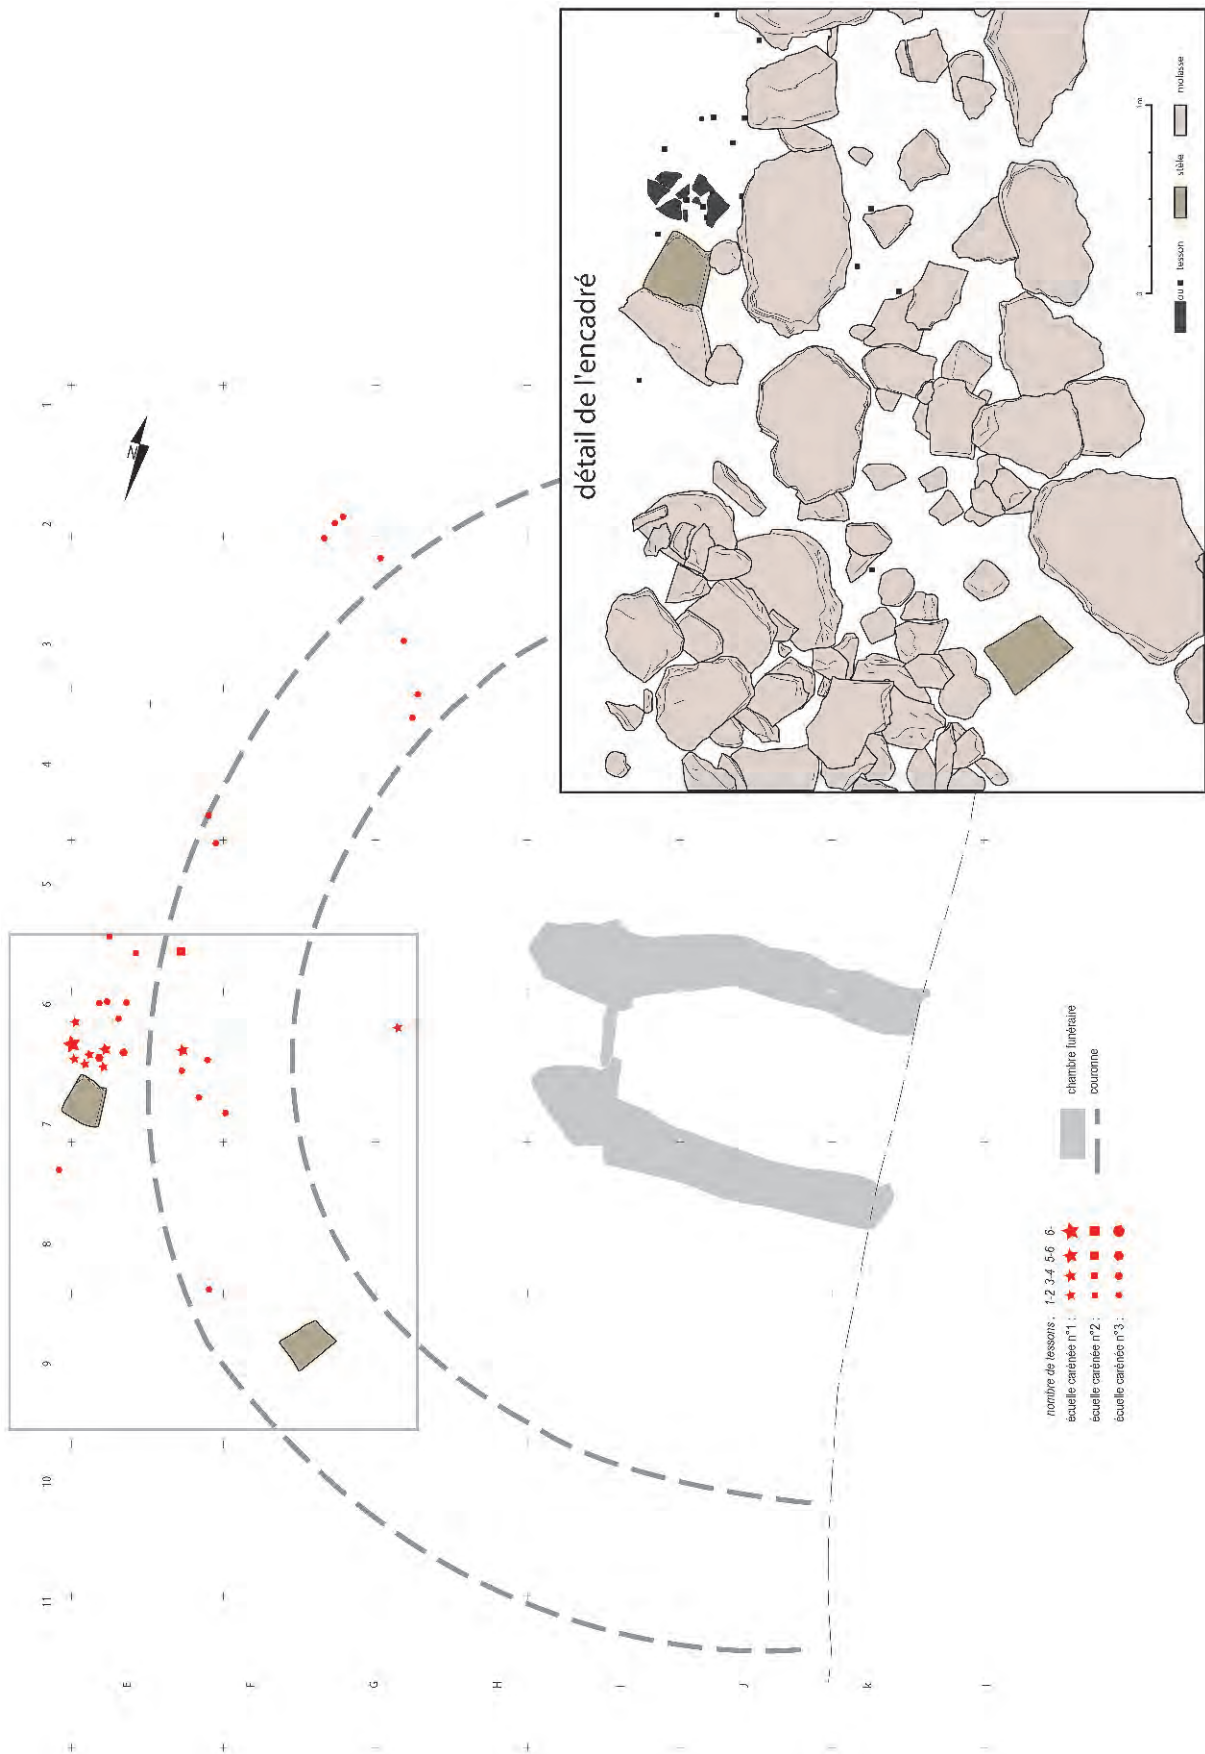 détail de l'encadré
1m
ou tesson stèle molasse
N
1
2
3
4
5
6
7
8
9
10
11
E
F
G
H
I
J
k
chambre funéraire
couronne
nombre de tessons : 1-2 3-4 5-6 6-
écuelle carénée n°1 :
écuelle carénée n°2 :
écuelle carénée n°3 :